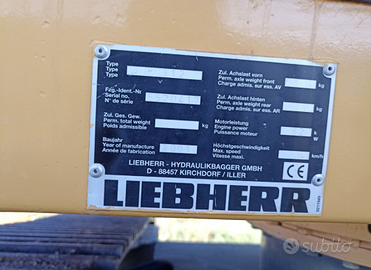 Type
Type
Type
Fzg.-Ident.-Nr
Serial no.
N° de série
Zul. Ges. Gew.
Perm. total weight
Poids admissible
kg
Baujahr
Year of manufacture
Année de fabrication
Zul. Achslast vorn
Perm. axle weight front
Charge admis. sur ess. AV
kg
Zul. Achslast hinten
Perm. axle weight rear
Charge admis. sur ess. AR
kg
Motorleistung
Engine power
Puissance moteur
kW
Höchstgeschwindigkeit
Max. speed
Vitesse maxi.
km/h
LIEBHERR - HYDRAULIKBAGGER GMBH
D - 88457 KIRCHDORF / ILLER
CE
LIEBHERR
subito